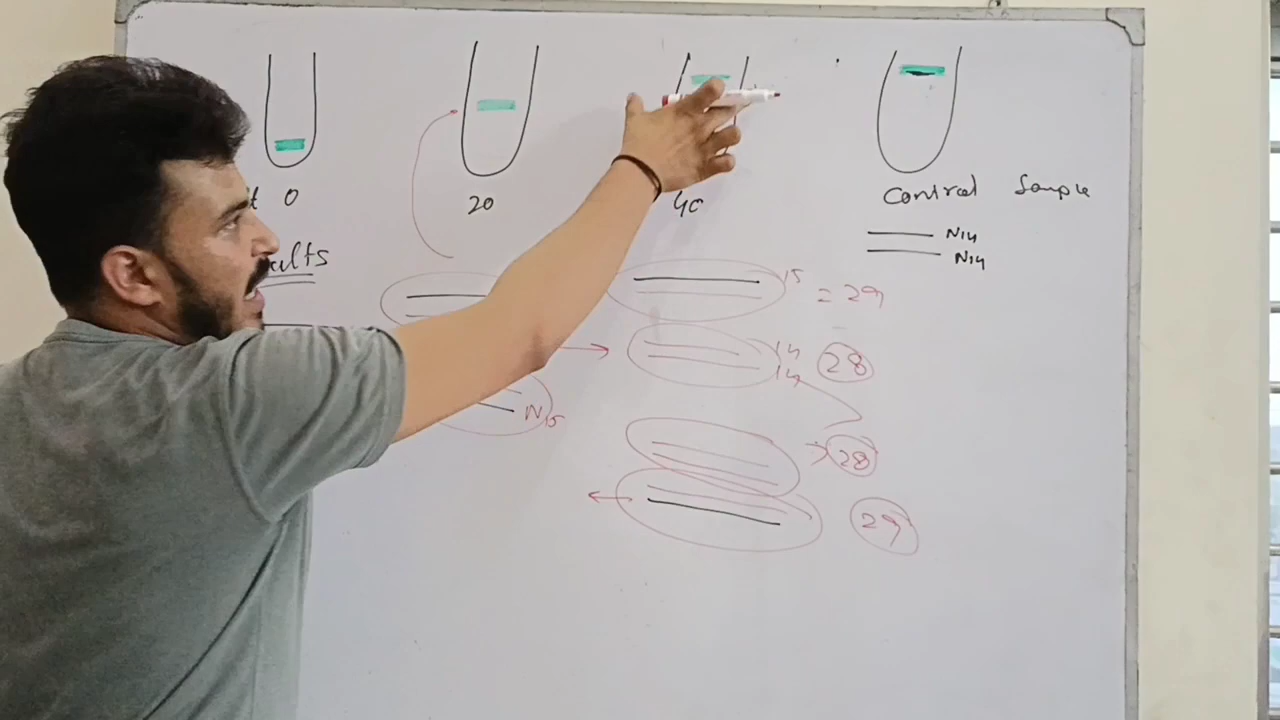 t 0
20
40
Control Sample
N14
N14
ults
15
= 29
14
14
28
N15
28
29